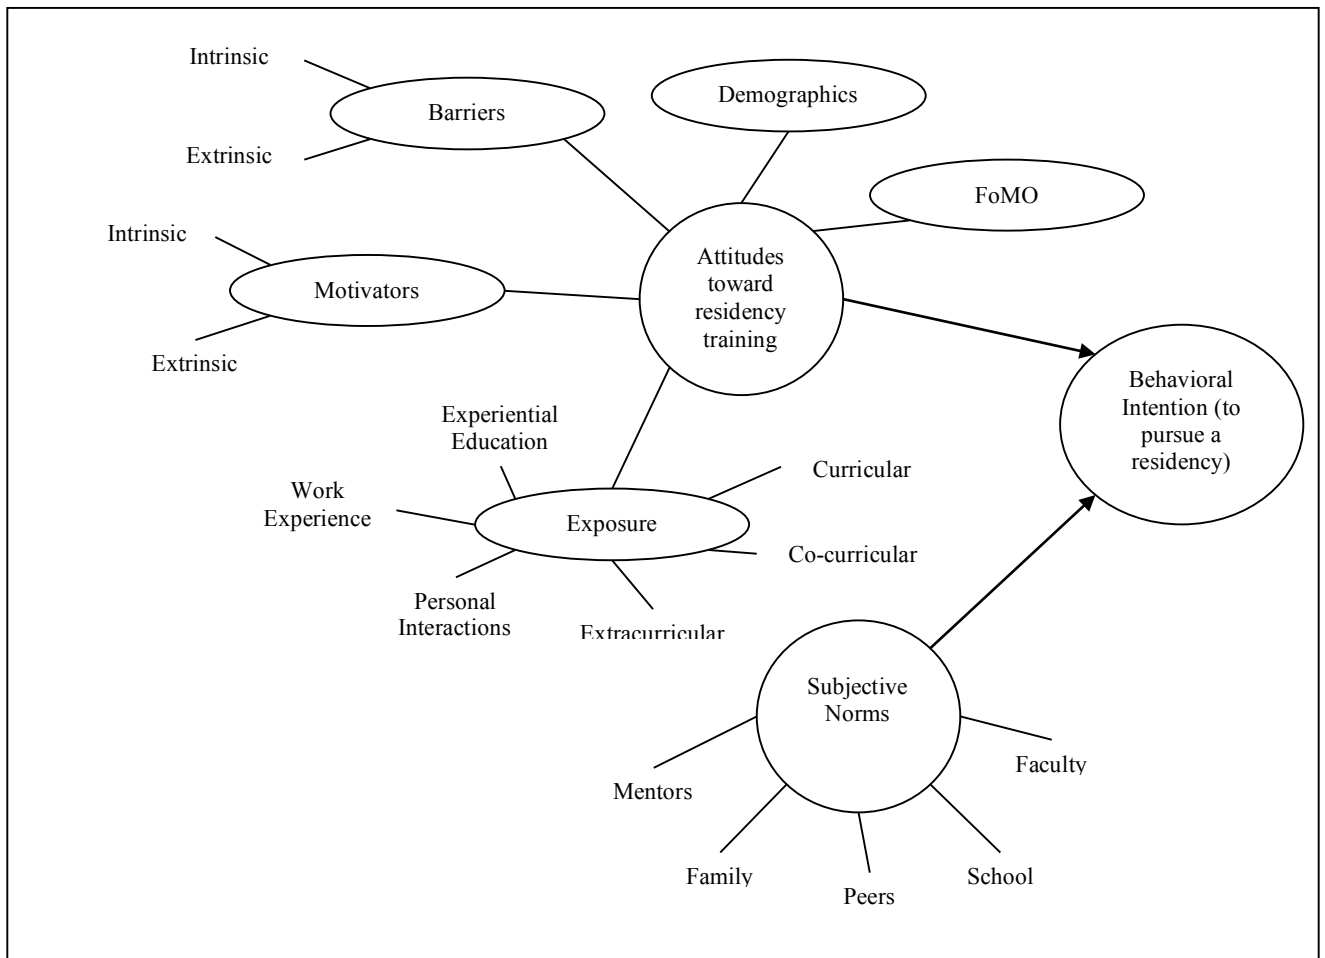 Intrinsic
Barriers
Extrinsic
Demographics
FoMO
Intrinsic
Motivators
Extrinsic
Attitudes
toward
residency
training
Behavioral
Intention (to
pursue a
residency)
Experiential
Education
Work
Experience
Exposure
Curricular
Co-curricular
Personal
Interactions
Extracurricular
Subjective
Norms
Mentors
Family
Peers
School
Faculty